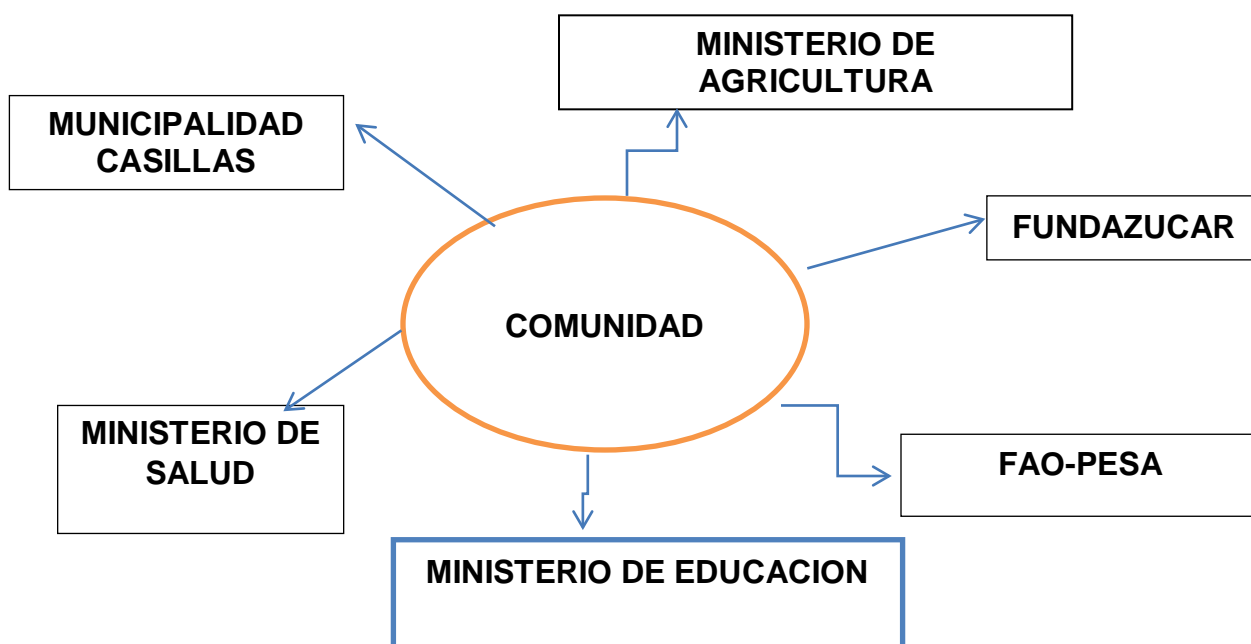 MINISTERIO DE
AGRICULTURA
MUNICIPALIDAD
CASILLAS
FUNDAZUCAR
COMUNIDAD
MINISTERIO DE
SALUD
FAO-PESA
MINISTERIO DE EDUCACION